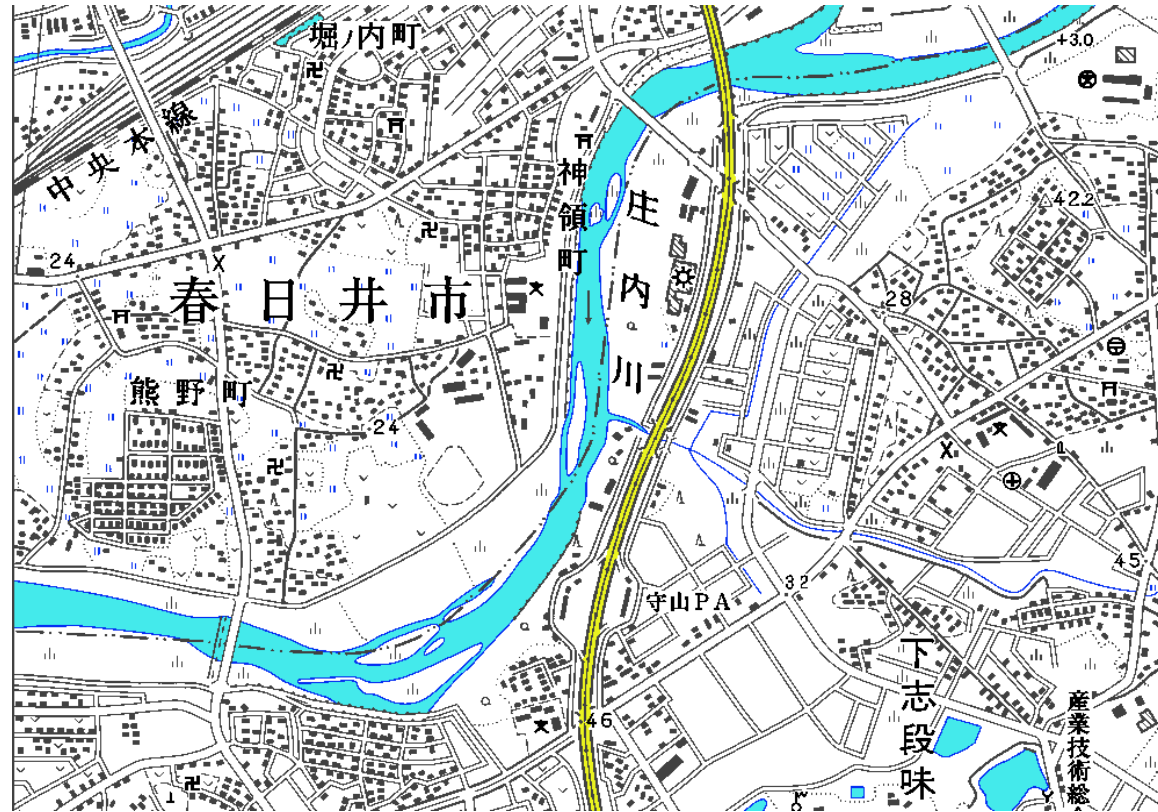 堀ノ内町
+3.0
中央本線
神領町
庄内川
42.2
24
春日井市
28
熊野町
24
45
32
守山PA
下志段味
46
産業技術総